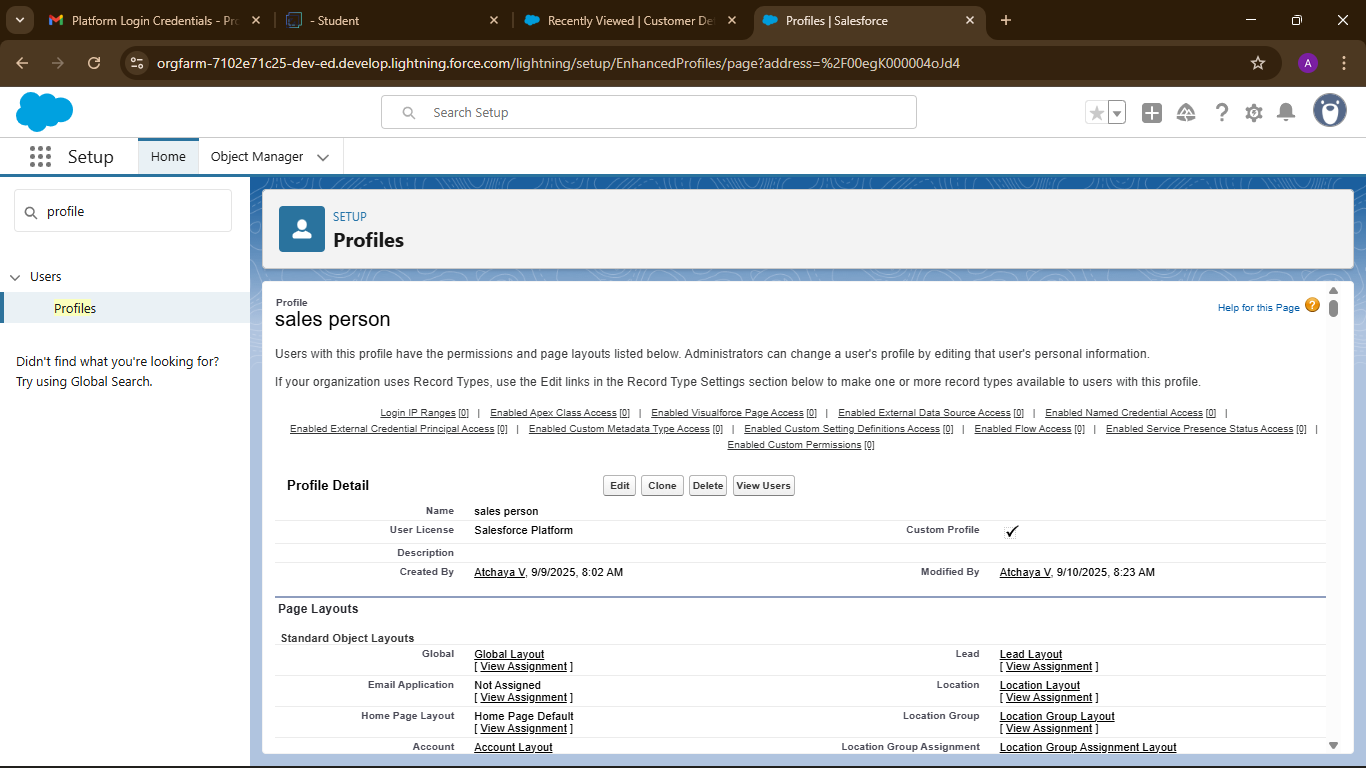 Platform Login Credentials - Pro
- Student
Recently Viewed | Customer De
Profiles | Salesforce
orgfarm-7102e71c25-dev-ed.develop.lightning.force.com/lightning/setup/EnhancedProfiles/page?address=%2F00egK000004oJd4
A
Search Setup
Setup
Home
Object Manager
profile
Users
Profiles
Didn't find what you're looking for?
Try using Global Search.
SETUP
Profiles
Profile
sales person
Help for this Page ?
Users with this profile have the permissions and page layouts listed below. Administrators can change a user's profile by editing that user's personal information.
If your organization uses Record Types, use the Edit links in the Record Type Settings section below to make one or more record types available to users with this profile.
Login IP Ranges [0] | Enabled Apex Class Access [0] | Enabled Visualforce Page Access [0] | Enabled External Data Source Access [0] | Enabled Named Credential Access [0] |
Enabled External Credential Principal Access [0] | Enabled Custom Metadata Type Access [0] | Enabled Custom Setting Definitions Access [0] | Enabled Flow Access [0] | Enabled Service Presence Status Access [0] |
Enabled Custom Permissions [0]
Profile Detail Edit Clone Delete View Users
Name sales person
User License Salesforce Platform Custom Profile ✓
Description
Created By Atchaya V, 9/9/2025, 8:02 AM Modified By Atchaya V, 9/10/2025, 8:23 AM
Page Layouts
Standard Object Layouts
Global Global Layout Lead Lead Layout
[ View Assignment ] [ View Assignment ]
Email Application Not Assigned Location Location Layout
[ View Assignment ] [ View Assignment ]
Home Page Layout Home Page Default Location Group Location Group Layout
[ View Assignment ] [ View Assignment ]
Account Account Layout Location Group Assignment Location Group Assignment Layout